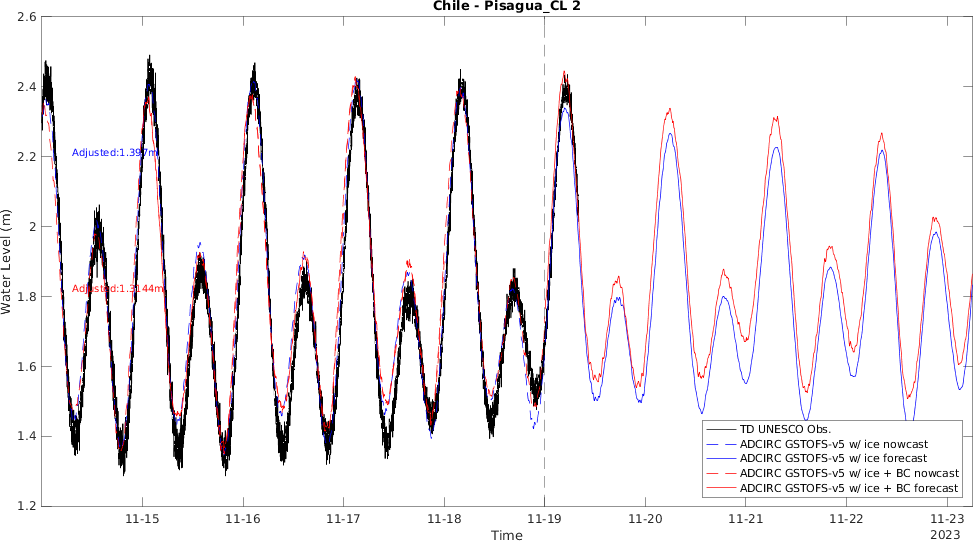 Chile - Pisagua_CL 2
Water Level (m)
2.6
2.4
2.2
2
1.8
1.6
1.4
1.2
Adjusted:1.397m
Adjusted:1.3144m
TD UNESCO Obs.
ADCIRC GSTOFS-v5 w/ ice nowcast
ADCIRC GSTOFS-v5 w/ ice forecast
ADCIRC GSTOFS-v5 w/ ice + BC nowcast
ADCIRC GSTOFS-v5 w/ ice + BC forecast
11-15 11-16 11-17 11-18 11-19 11-20 11-21 11-22 11-23
2023
Time